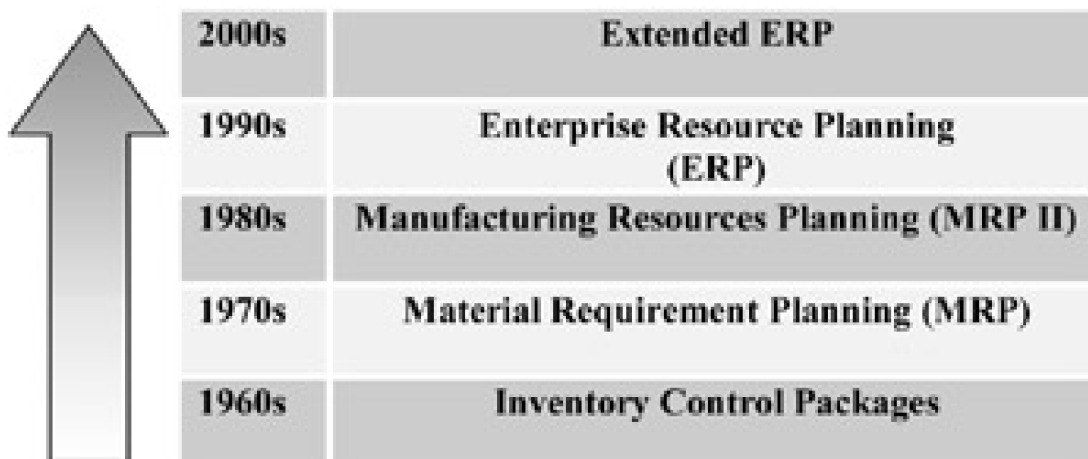 2000s Extended ERP
1990s Enterprise Resource Planning
(ERP)
1980s Manufacturing Resources Planning (MRP II)
1970s Material Requirement Planning (MRP)
1960s Inventory Control Packages